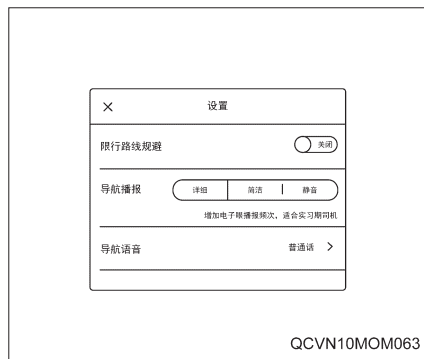 设置
限行路线规避 关闭
导航播报 详细 简洁 静音
增加电子眼播报频次、适合实习期司机
导航语音 普通话
QCVN10MOM063